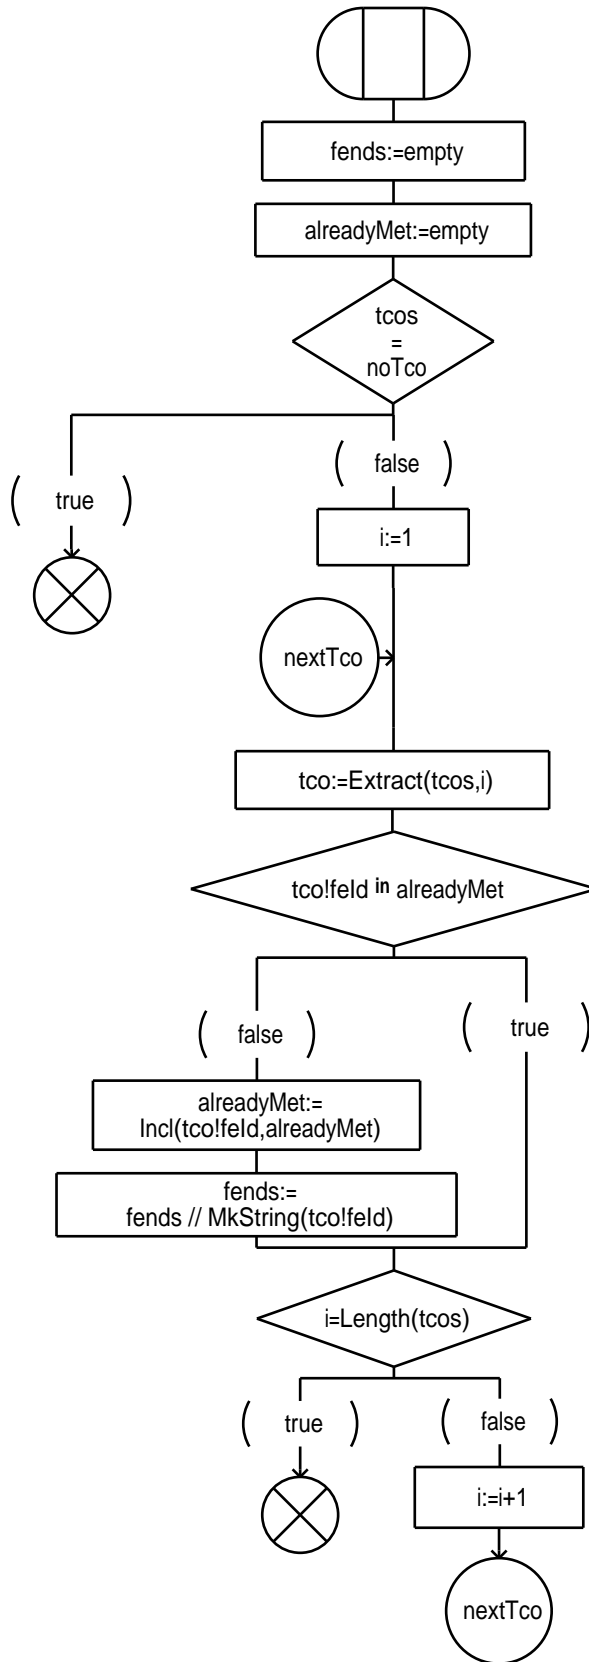 fends:=empty
alreadyMet:=empty
tcos
=
noTco
( false )
( true )
i:=1
nextTco
tco:=Extract(tcos,i)
tco!feId in alreadyMet
( false )
( true )
alreadyMet:=
Incl(tco!feId,alreadyMet)
fends:=
fends // MkString(tco!feId)
i=Length(tcos)
( true )
( false )
i:=i+1
nextTco